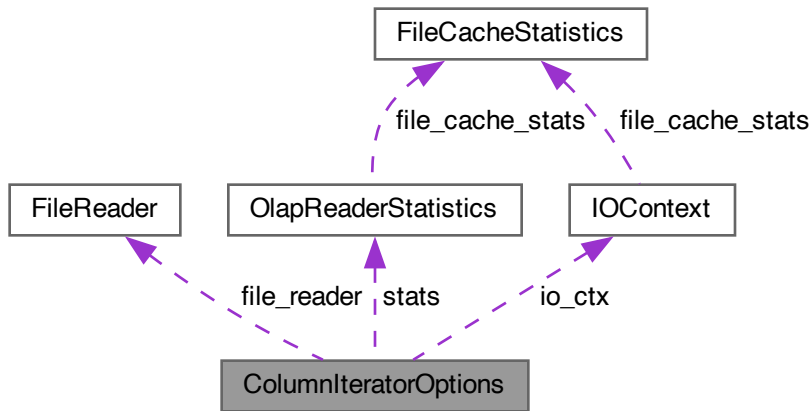 FileCacheStatistics
file_cache_stats
file_cache_stats
FileReader
OlapReaderStatistics
IOContext
file_reader
stats
io_ctx
ColumnIteratorOptions